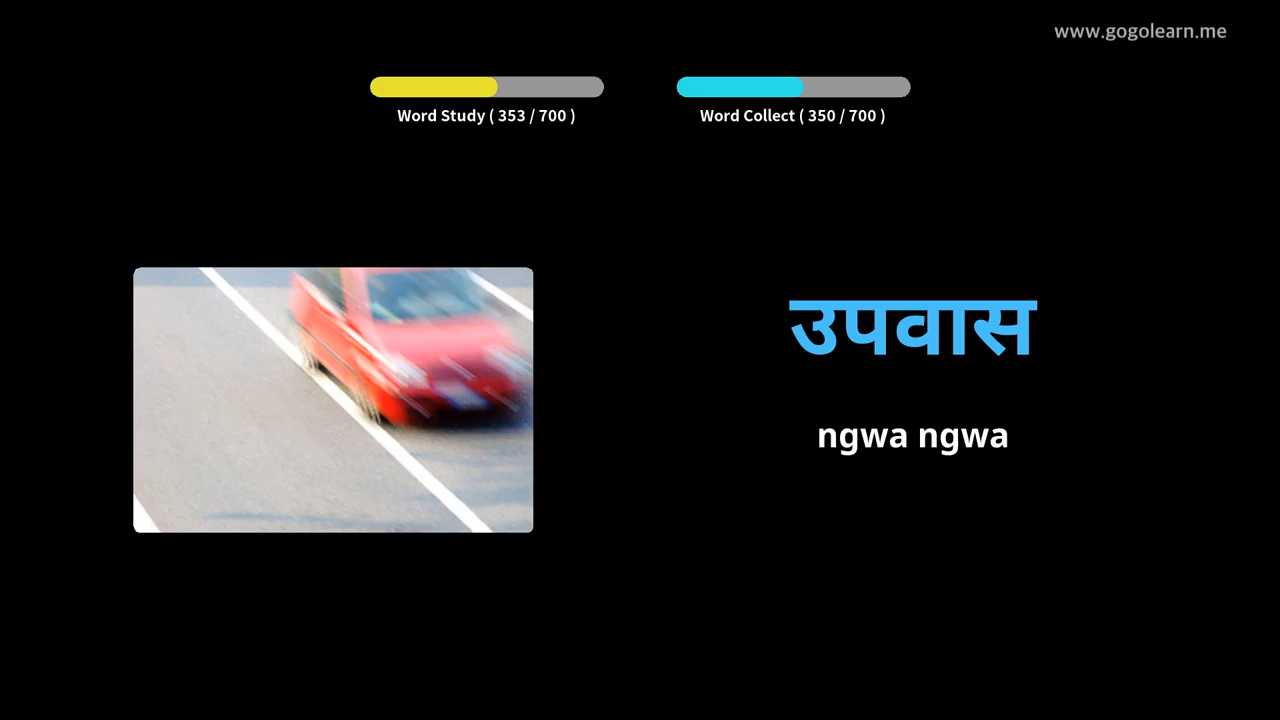 www.gogolearn.me
Word Study ( 353 / 700 )
Word Collect ( 350 / 700 )
उपवास
ngwa ngwa